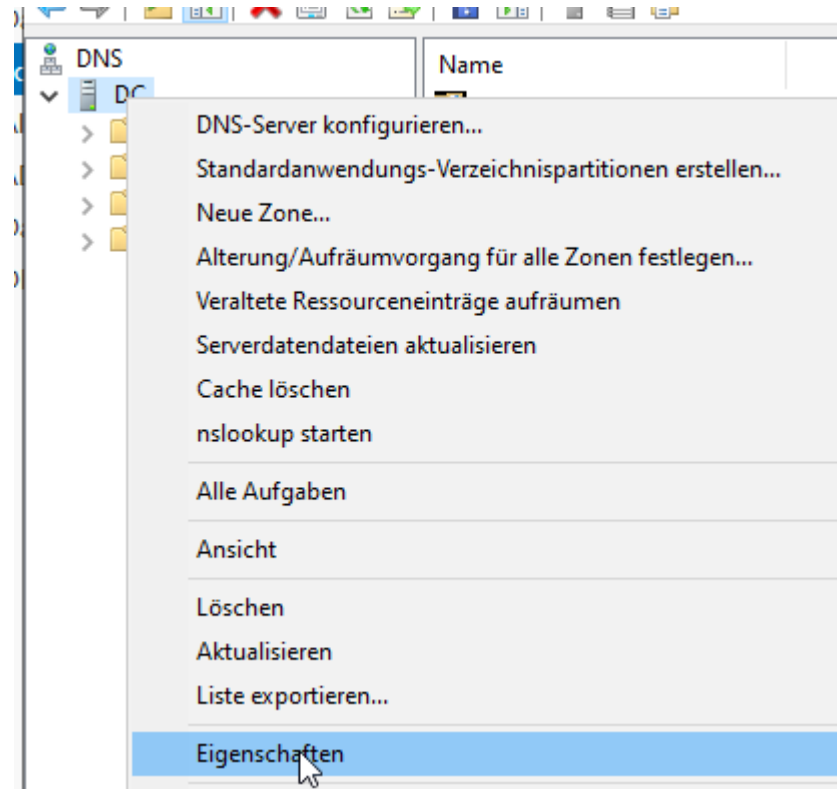 DNS
Name
DC
DNS-Server konfigurieren...
Standardanwendungs-Verzeichnispartitionen erstellen...
Neue Zone...
Alterung/Aufräumvorgang für alle Zonen festlegen...
Veraltete Ressourceneinträge aufräumen
Serverdatendateien aktualisieren
Cache löschen
nslookup starten
Alle Aufgaben
Ansicht
Löschen
Aktualisieren
Liste exportieren...
Eigenschaften